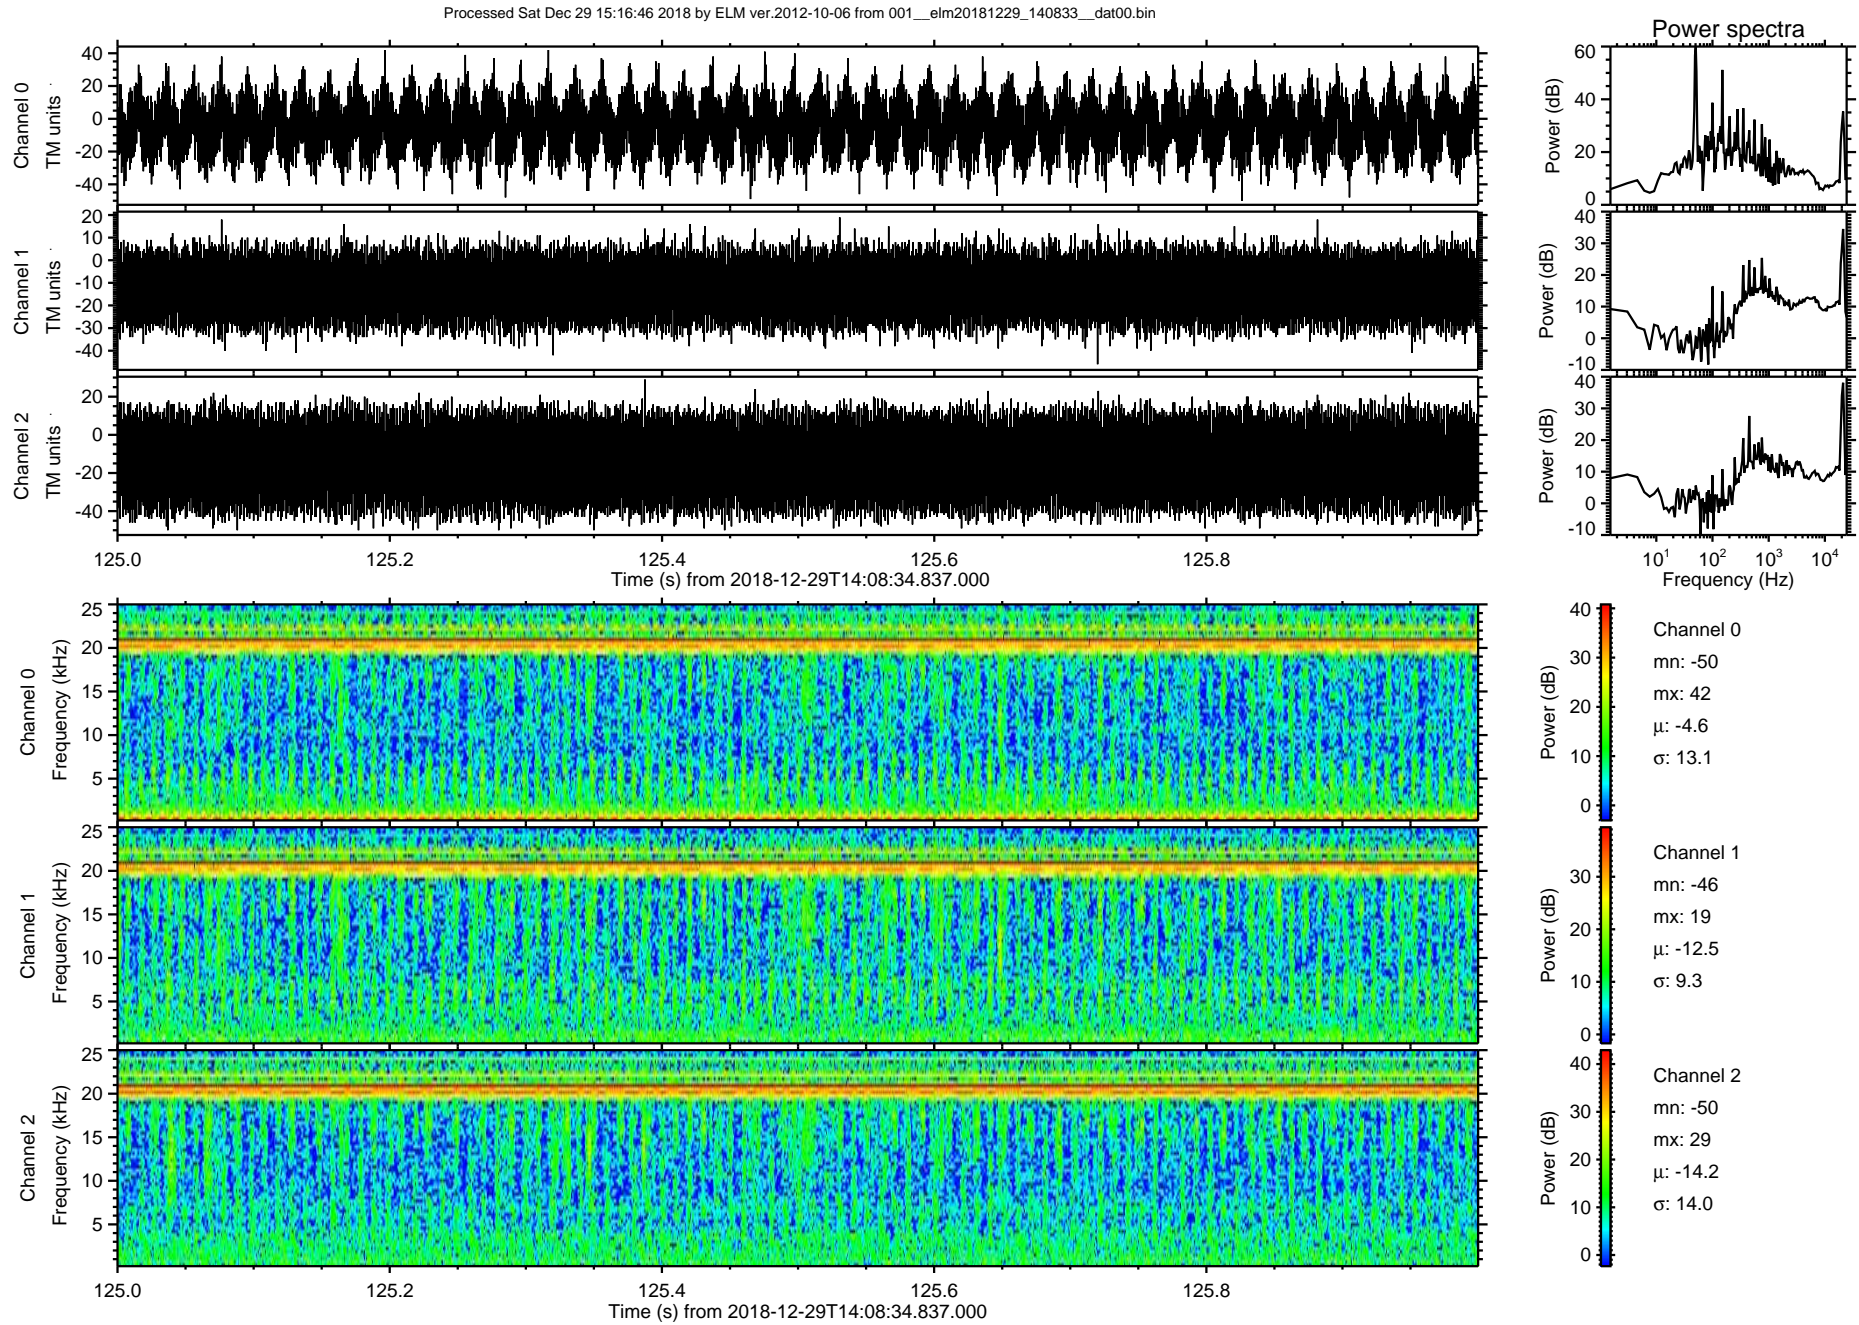 Processed Sat Dec 29 15:16:46 2018 by ELM ver.2012-10-06 from 001__elm20181229_140833__dat00.bin
Power spectra
Channel 0
TM units
40
20
0
-20
-40
Power (dB)
60
40
20
0
Channel 1
TM units
20
10
0
-10
-20
-30
-40
Power (dB)
40
30
20
10
0
-10
Channel 2
TM units
20
0
-20
-40
Power (dB)
40
30
20
10
0
-10
125.0 125.2 125.4 125.6 125.8
Time (s) from 2018-12-29T14:08:34.837.000
10¹ 10² 10³ 10⁴
Frequency (Hz)
Channel 0
Frequency (kHz)
25
20
15
10
5
Power (dB)
40
30
20
10
0
Channel 0
mn: -50
mx: 42
μ: -4.6
σ: 13.1
Channel 1
Frequency (kHz)
25
20
15
10
5
Power (dB)
30
20
10
0
Channel 1
mn: -46
mx: 19
μ: -12.5
σ: 9.3
Channel 2
Frequency (kHz)
25
20
15
10
5
Power (dB)
40
30
20
10
0
Channel 2
mn: -50
mx: 29
μ: -14.2
σ: 14.0
125.0 125.2 125.4 125.6 125.8
Time (s) from 2018-12-29T14:08:34.837.000